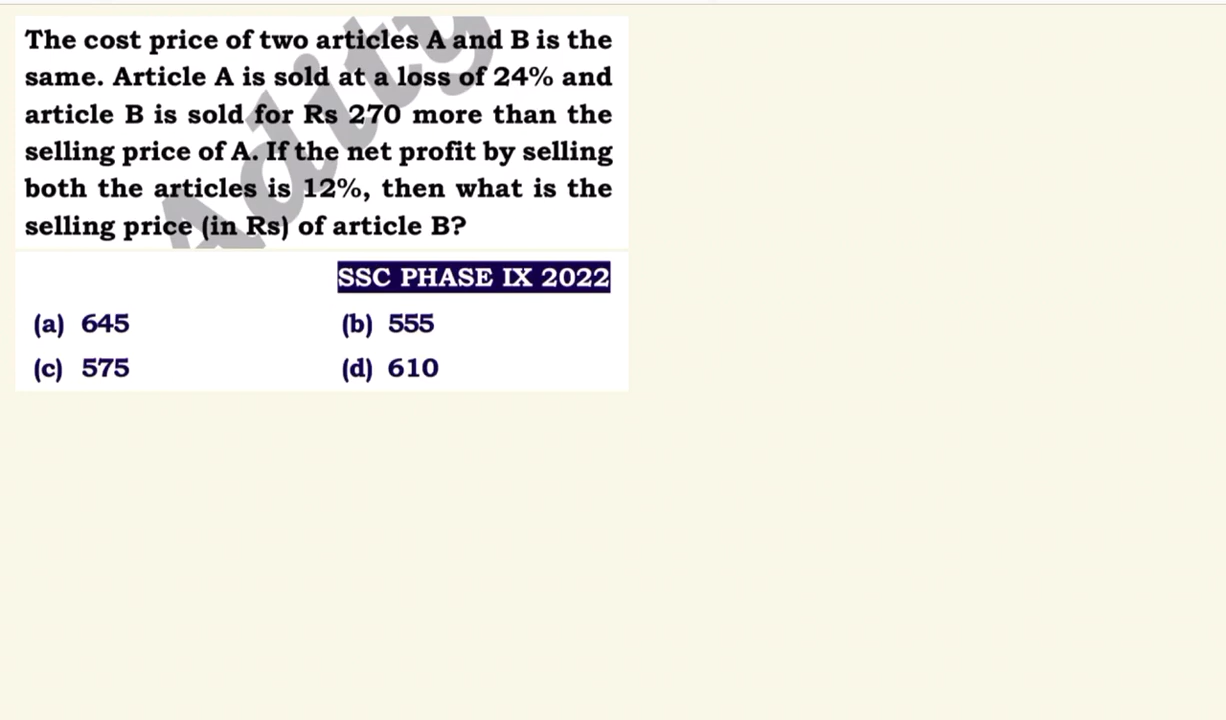 The cost price of two articles A and B is the
same. Article A is sold at a loss of 24% and
article B is sold for Rs 270 more than the
selling price of A. If the net profit by selling
both the articles is 12%, then what is the
selling price (in Rs) of article B?
SSC PHASE IX 2022
(a) 645 (b) 555
(c) 575 (d) 610
Adity